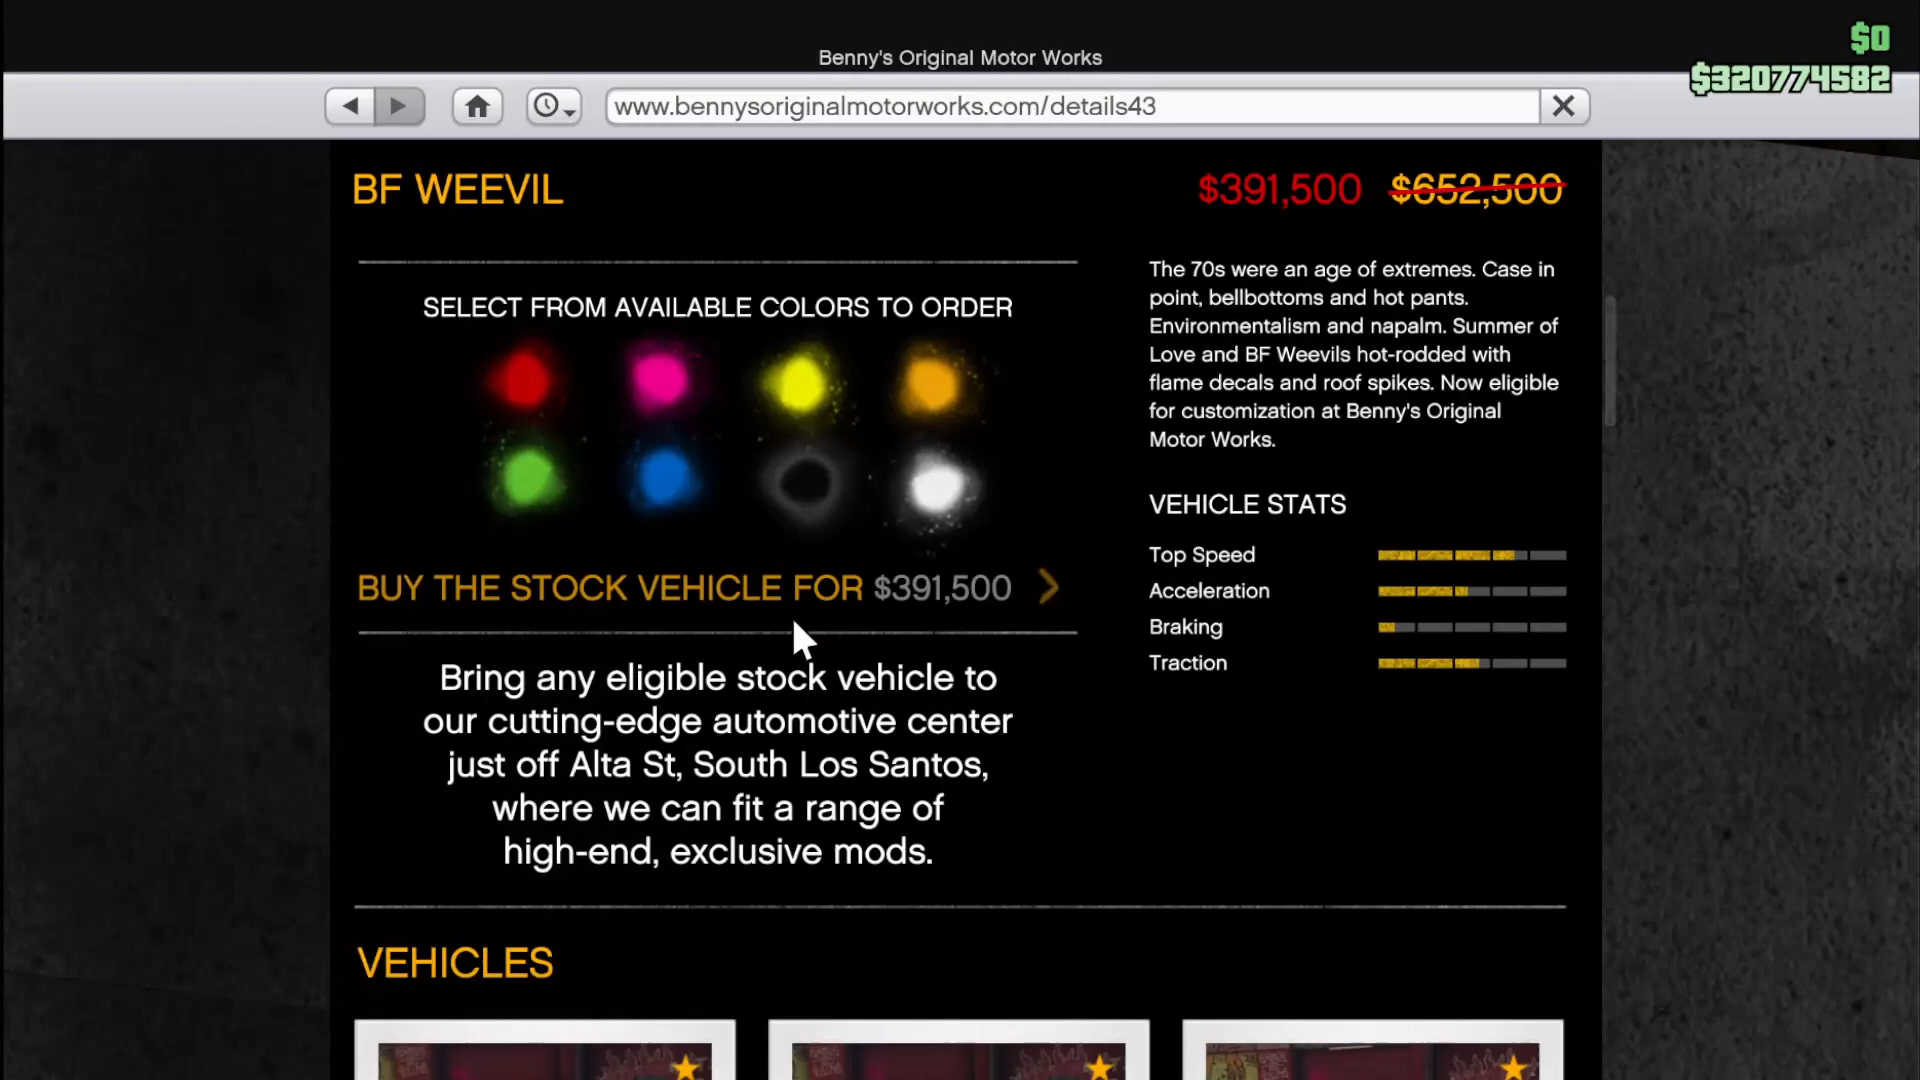 $0
Benny's Original Motor Works
$320774582
www.bennysoriginalmotorworks.com/details43
BF WEEVIL
$391,500 $652,500
SELECT FROM AVAILABLE COLORS TO ORDER
BUY THE STOCK VEHICLE FOR $391,500
Bring any eligible stock vehicle to
our cutting-edge automotive center
just off Alta St, South Los Santos,
where we can fit a range of
high-end, exclusive mods.
The 70s were an age of extremes. Case in
point, bellbottoms and hot pants.
Environmentalism and napalm. Summer of
Love and BF Weevils hot-rodded with
flame decals and roof spikes. Now eligible
for customization at Benny's Original
Motor Works.
VEHICLE STATS
Top Speed
Acceleration
Braking
Traction
VEHICLES